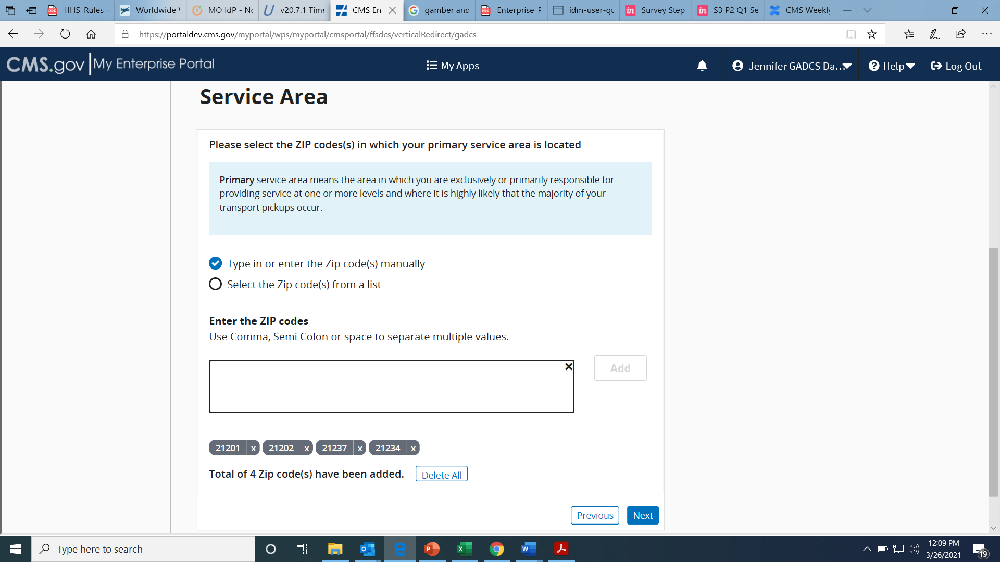 HHS_Rules_
Worldwide
MO IdP - No
v20.7.1 Time
CMS En
gamber and
Enterprise_P
idm-user-gu
Survey Step
S3 P2 Q1 Se
CMS Weekly
https://portaldev.cms.gov/myportal/wps/myportal/cmsportal/ffsdcs/verticalRedirect/gadcs
CMS.gov My Enterprise Portal
My Apps
Jennifer GADCS Da...
Help
Log Out
Service Area
Please select the ZIP codes(s) in which your primary service area is located
Primary service area means the area in which you are exclusively or primarily responsible for
providing service at one or more levels and where it is highly likely that the majority of your
transport pickups occur.
Type in or enter the Zip code(s) manually
Select the Zip code(s) from a list
Enter the ZIP codes
Use Comma, Semi Colon or space to separate multiple values.
Add
21201 x 21202 x 21237 x 21234 x
Total of 4 Zip code(s) have been added. Delete All
Previous Next
Type here to search
12:09 PM
3/26/2021
19